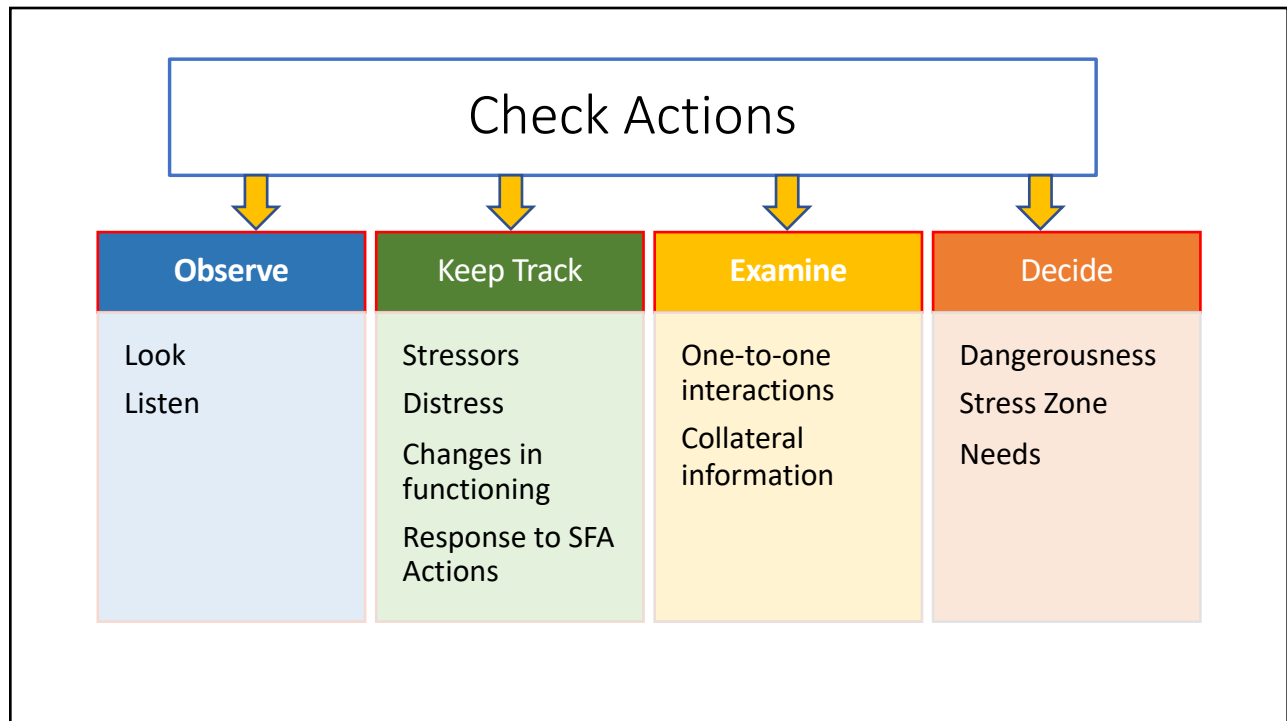 Check Actions
Observe
Look
Listen
Keep Track
Stressors
Distress
Changes in
functioning
Response to SFA
Actions
Examine
One-to-one
interactions
Collateral
information
Decide
Dangerousness
Stress Zone
Needs